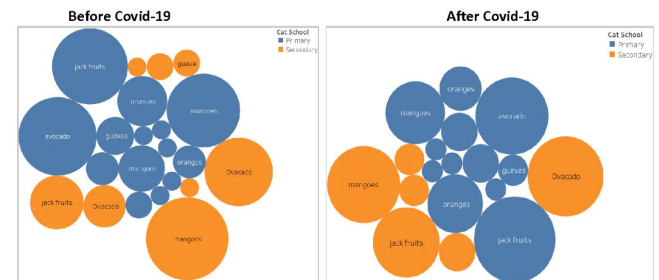 Before Covid-19
Cat School
Primary
Secondary
jack fruits
guava
oranges
mangoes
avocado
guavas
mangoes
oranges
Ovacado
jack fruits
Ovacado
mangoes
After Covid-19
Cat School
Primary
Secondary
oranges
mangoes
avocado
guavas
mangoes
Ovacado
oranges
jack fruits
jack fruits